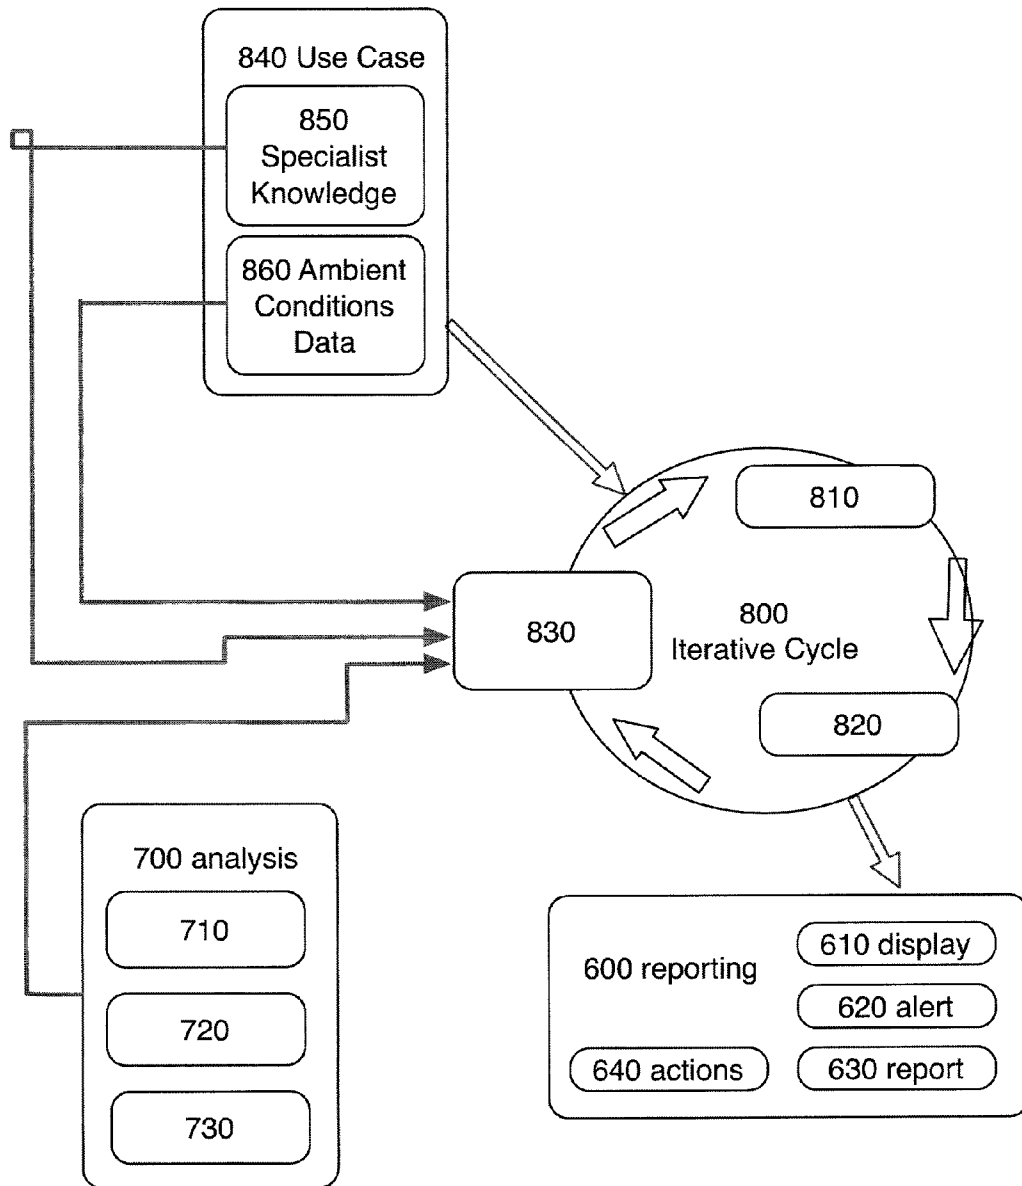 840 Use Case
850
Specialist
Knowledge
860 Ambient
Conditions
Data
810
800
Iterative Cycle
830
820
700 analysis
710
720
730
600 reporting
610 display
620 alert
640 actions
630 report